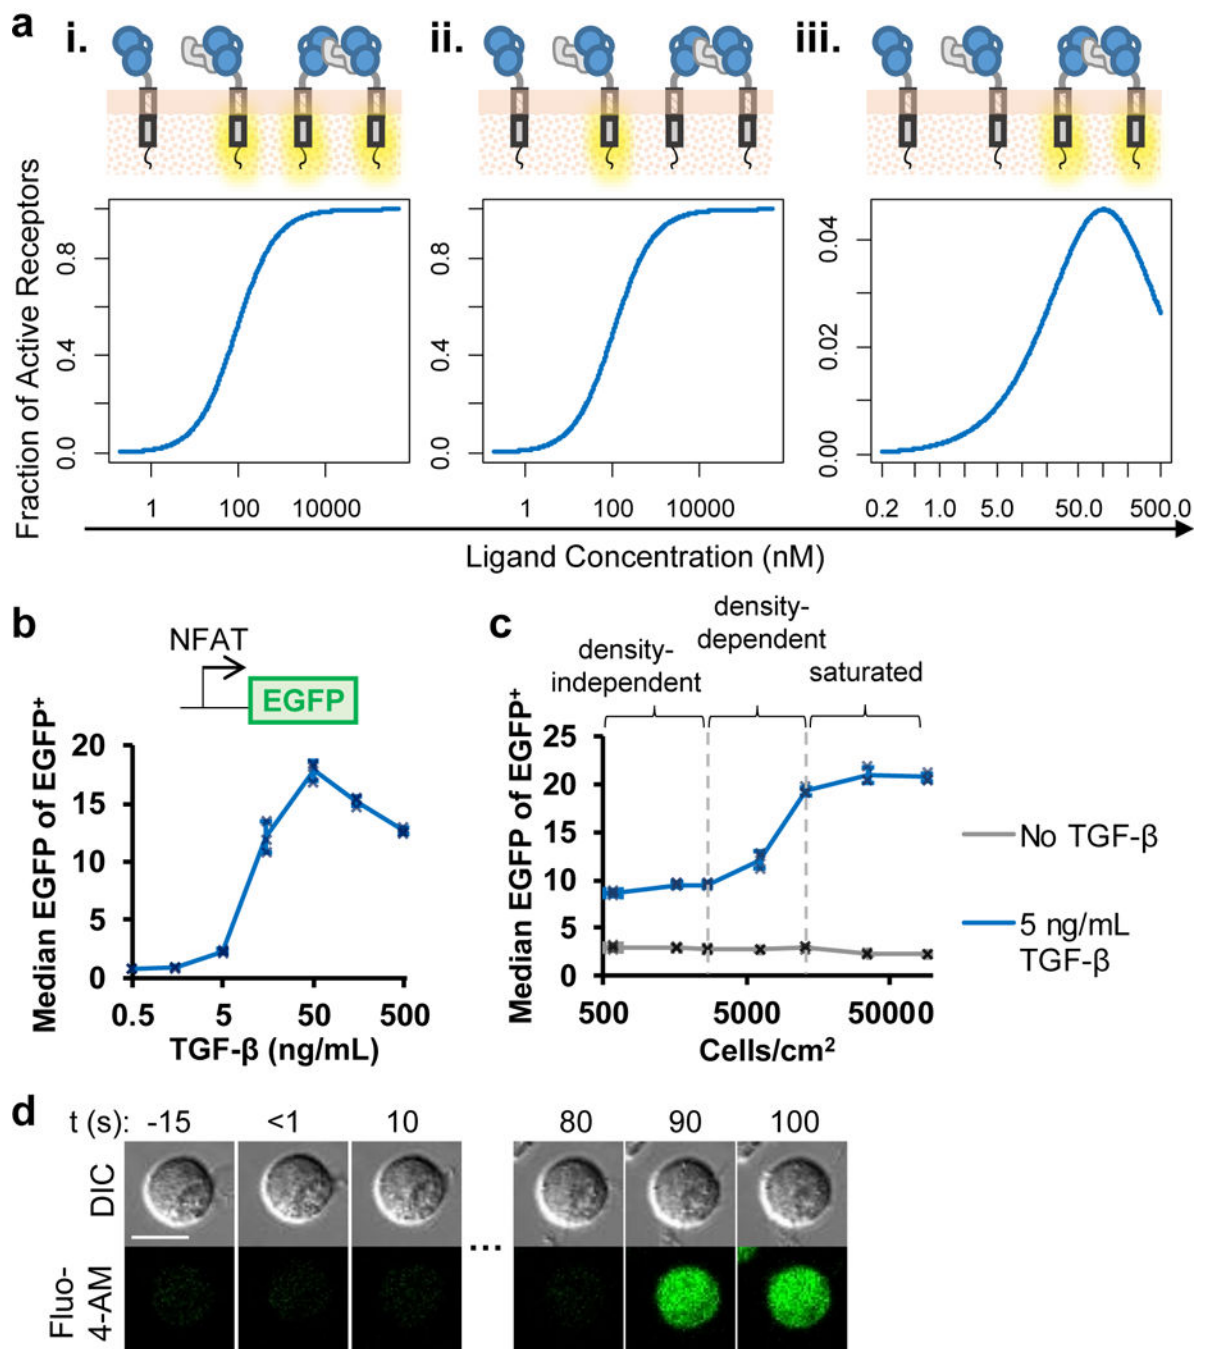 a
i.
ii.
iii.
Fraction of Active Receptors
0.0 0.4 0.8
1 100 10000
0.0 0.4 0.8
1 100 10000
0.00 0.02 0.04
0.2 1.0 5.0 50.0 500.0
Ligand Concentration (nM)
b
NFAT
EGFP
Median EGFP of EGFP⁺
20
15
10
5
0
0.5 5 50 500
TGF-β (ng/mL)
c
density-
independent
density-
dependent
saturated
Median EGFP of EGFP⁺
25
20
15
10
5
0
500 5000 50000
Cells/cm²
No TGF-β
5 ng/mL
TGF-β
d
t (s): -15 <1 10 80 90 100
DIC
...
Fluo-
4-AM